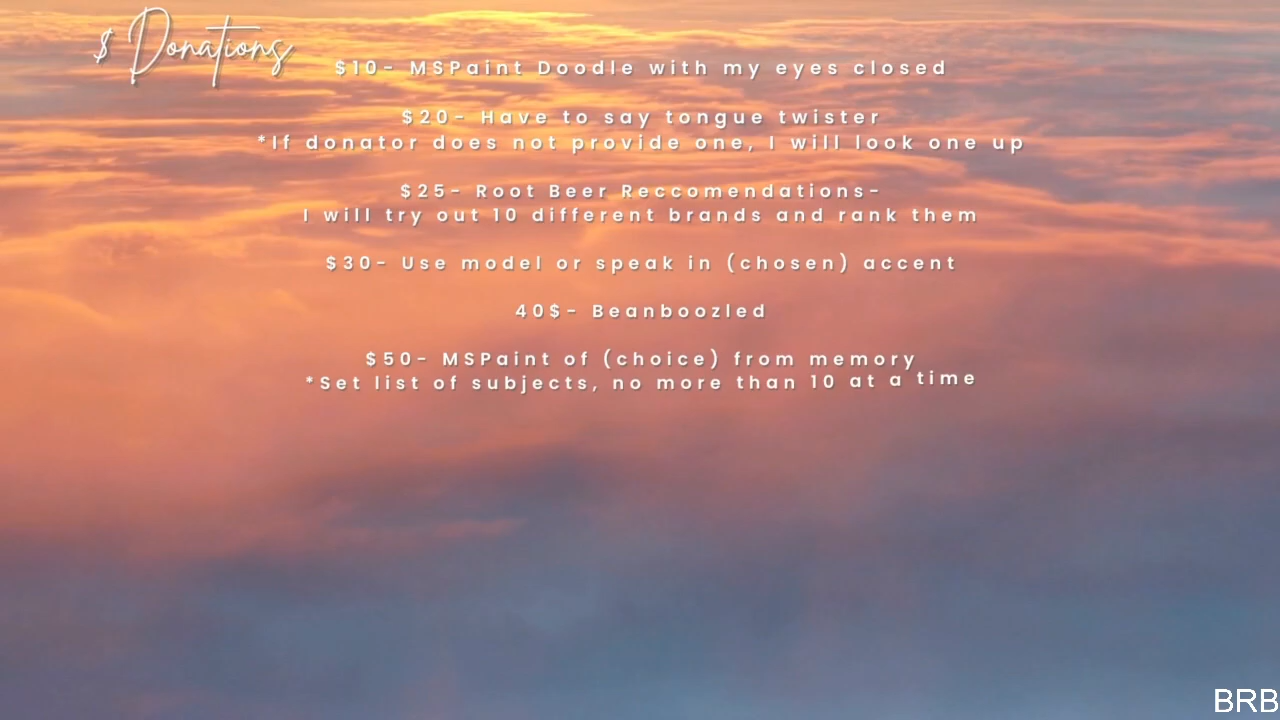 $ Donations
$10- MSPaint Doodle with my eyes closed
$20- Have to say tongue twister
*If donator does not provide one, I will look one up
$25- Root Beer Reccomendations-
I will try out 10 different brands and rank them
$30- Use model or speak in (chosen) accent
40$- Beanboozled
$50- MSPaint of (choice) from memory
*Set list of subjects, no more than 10 at a time
BRB